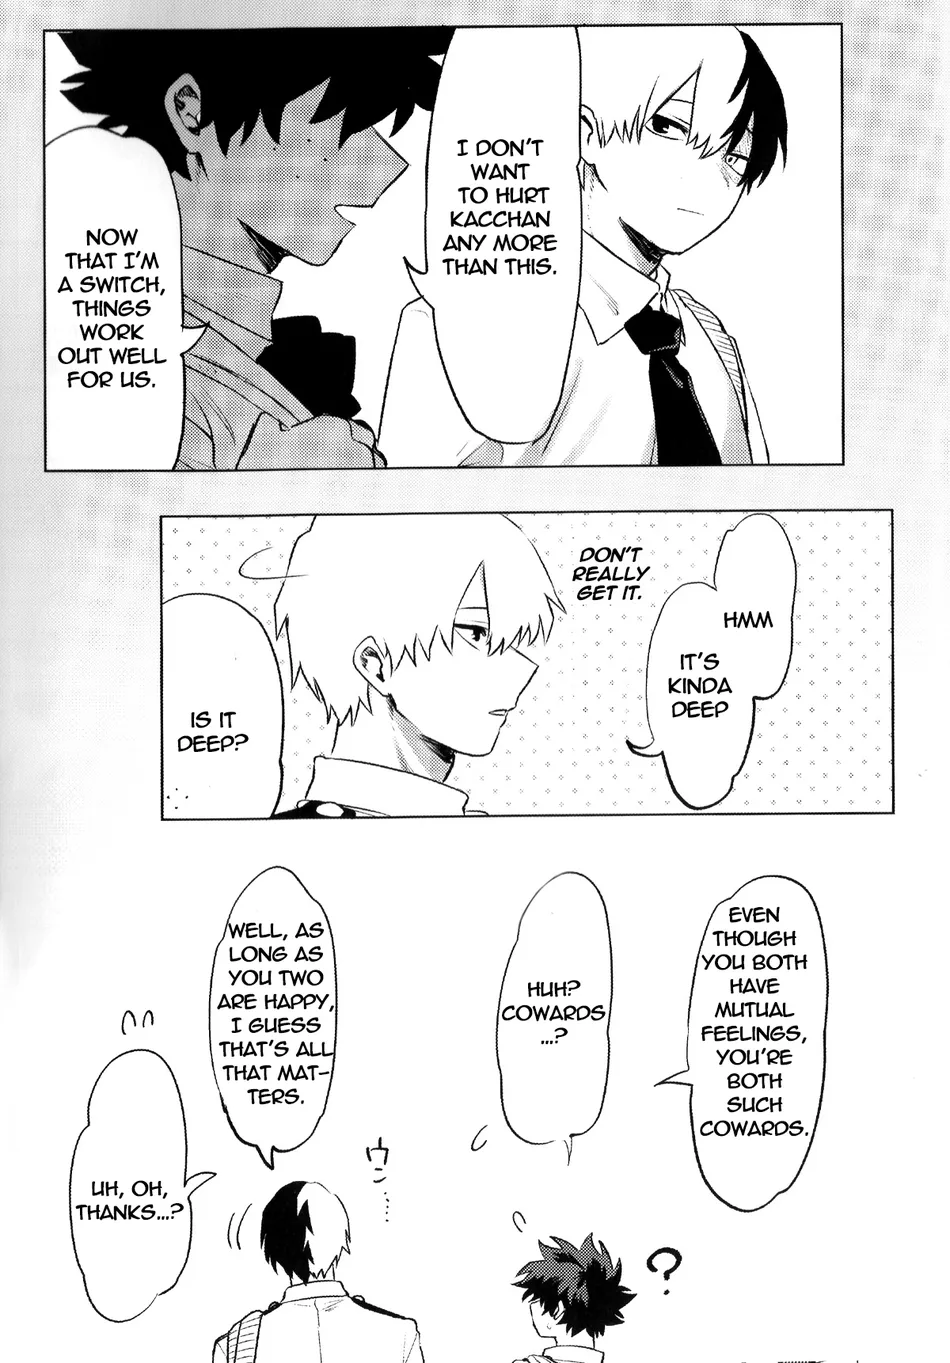 I DON'T
WANT
TO HURT
KACCHAN
ANY MORE
THAN THIS.
NOW
THAT I'M
A SWITCH,
THINGS
WORK
OUT WELL
FOR US.
HMM
IT'S
KINDA
DEEP
DON'T
REALLY
GET IT.
IS IT
DEEP?
EVEN
THOUGH
YOU BOTH
HAVE
MUTUAL
FEELINGS,
YOU'RE
BOTH
SUCH
COWARDS.
HUH?
COWARDS
...?
WELL, AS
LONG AS
YOU TWO
ARE HAPPY,
I GUESS
THAT'S ALL
THAT MAT-
TERS.
UH, OH,
THANKS...?
ウン……
?